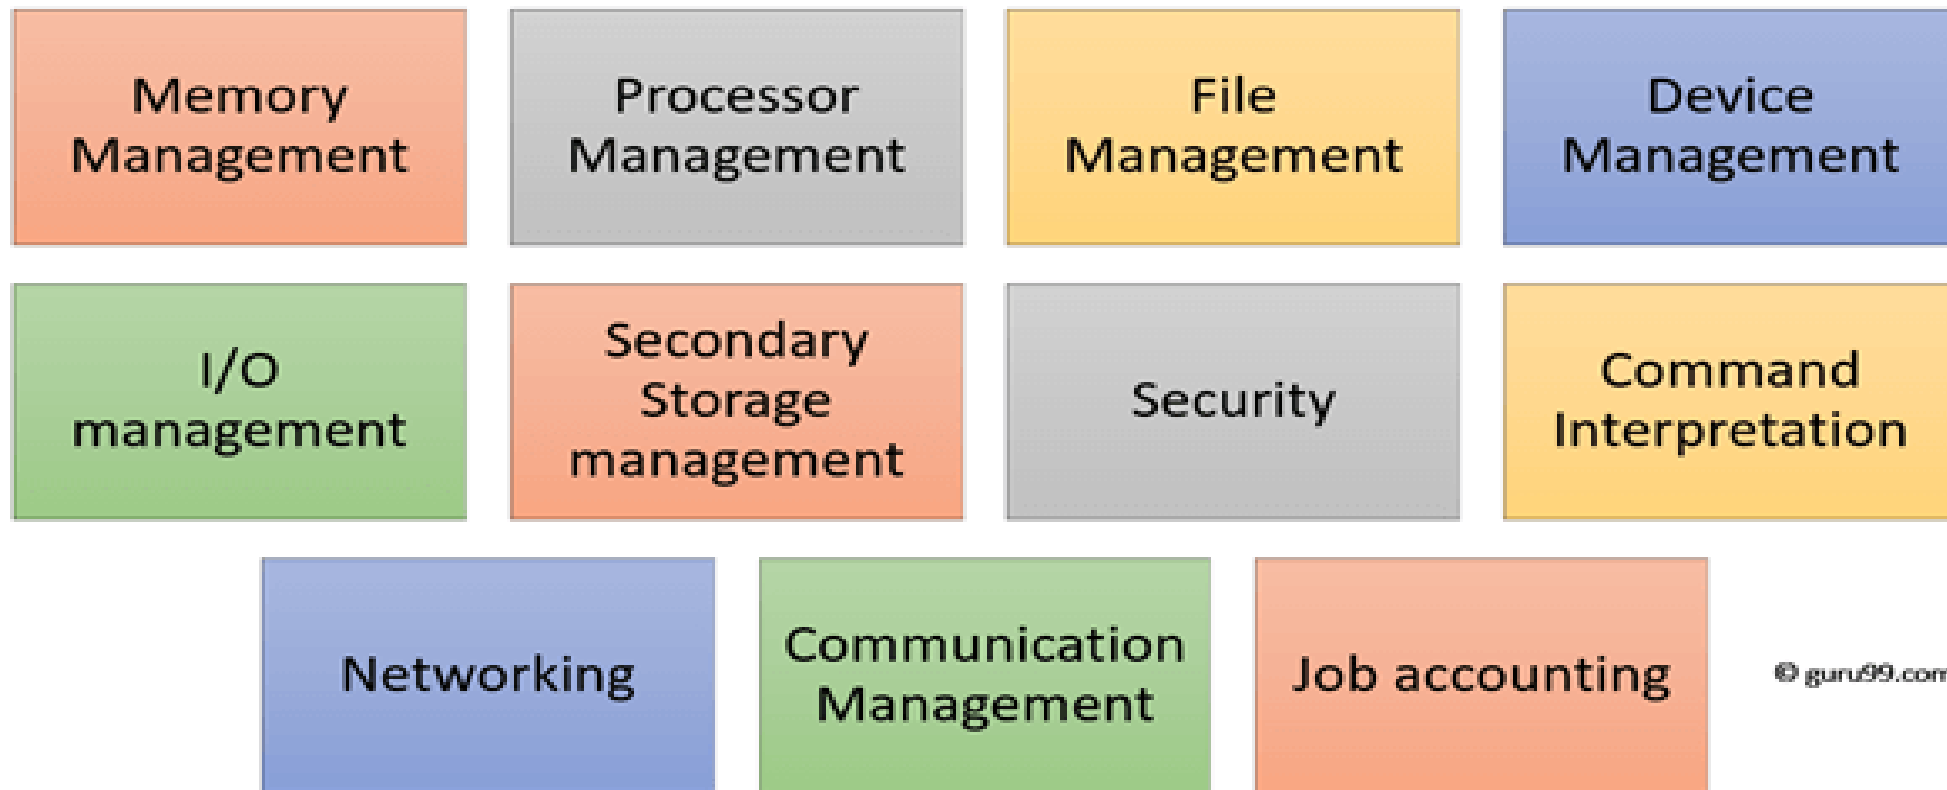 Memory
Management
Processor
Management
File
Management
Device
Management
I/O
management
Secondary
Storage
management
Security
Command
Interpretation
Networking
Communication
Management
Job accounting
© guru99.com